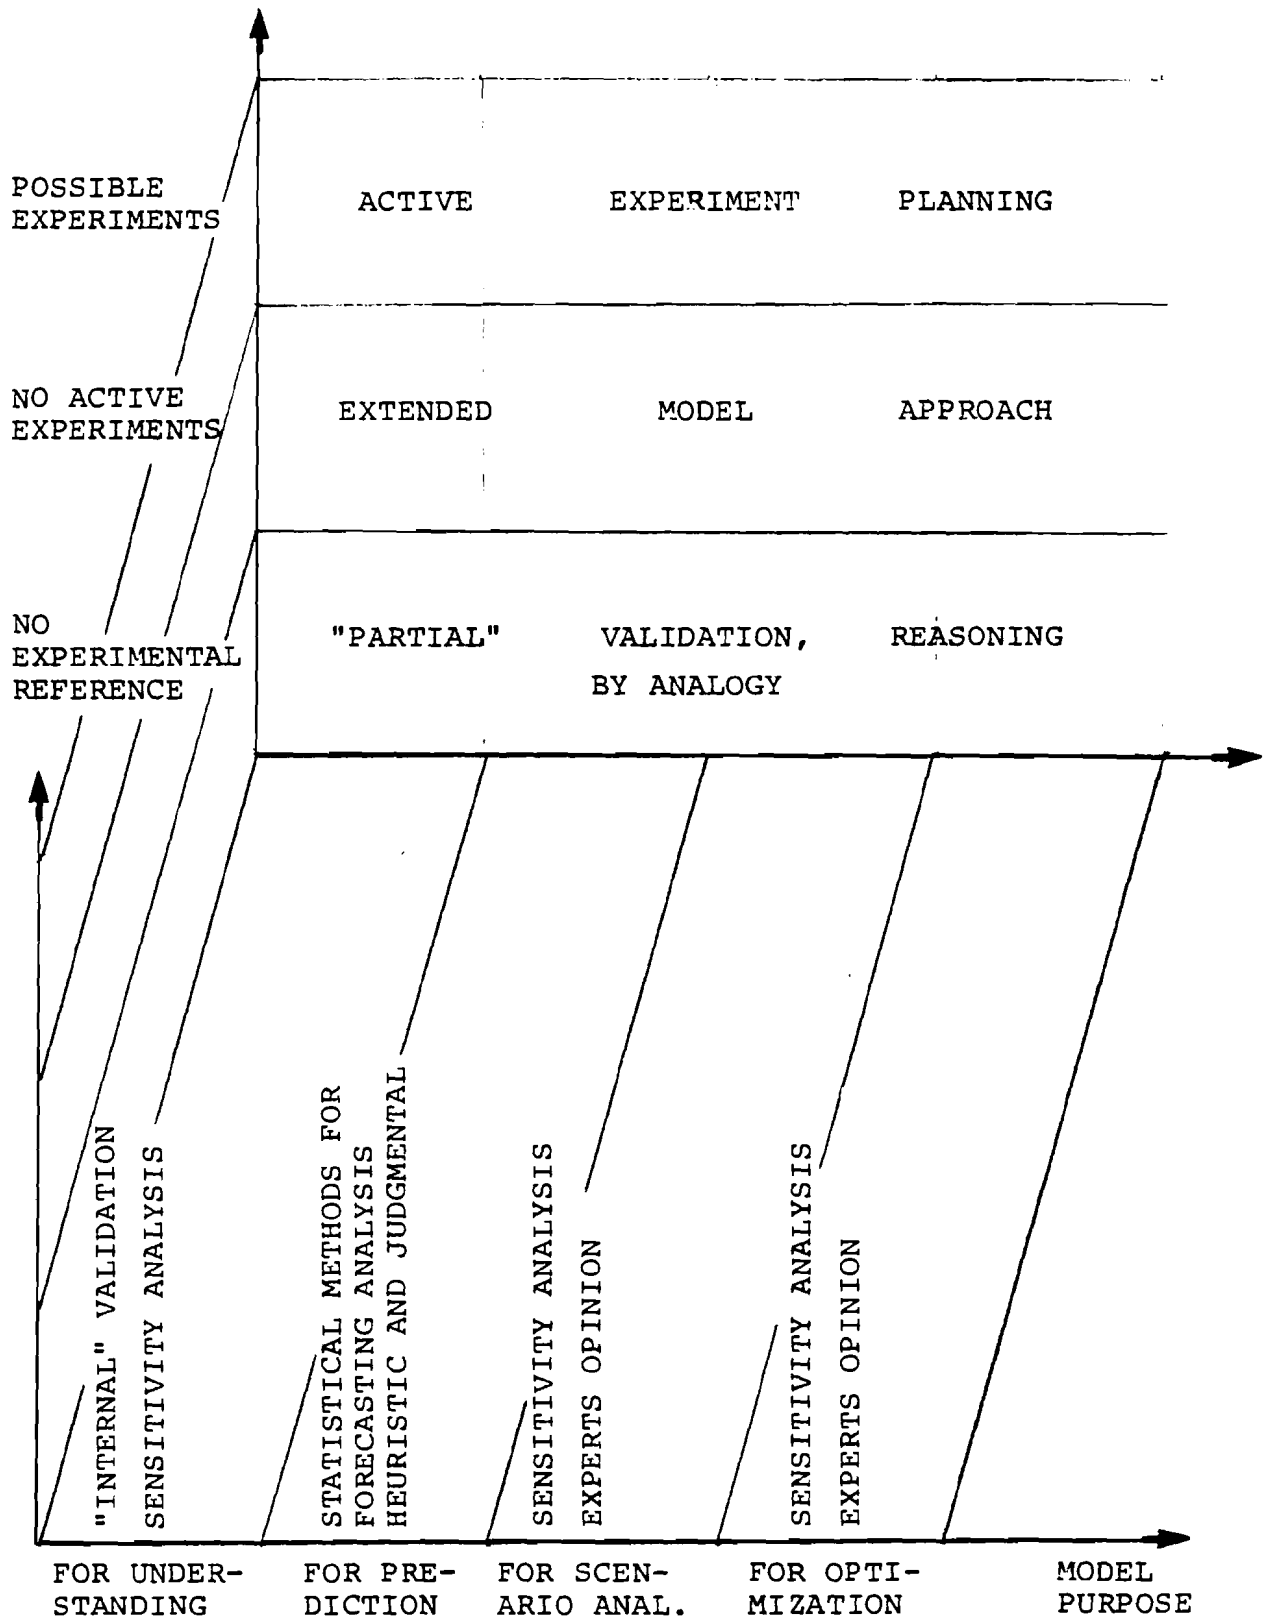 POSSIBLE
EXPERIMENTS
ACTIVE EXPERIMENT PLANNING
NO ACTIVE
EXPERIMENTS
EXTENDED MODEL APPROACH
NO
EXPERIMENTAL
REFERENCE
"PARTIAL" VALIDATION, REASONING
BY ANALOGY
"INTERNAL" VALIDATION
SENSITIVITY ANALYSIS
STATISTICAL METHODS FOR
FORECASTING ANALYSIS
HEURISTIC AND JUDGMENTAL
SENSITIVITY ANALYSIS
EXPERTS OPINION
SENSITIVITY ANALYSIS
EXPERTS OPINION
FOR UNDER-
STANDING
FOR PRE-
DICTION
FOR SCEN-
ARIO ANAL.
FOR OPTI-
MIZATION
MODEL
PURPOSE